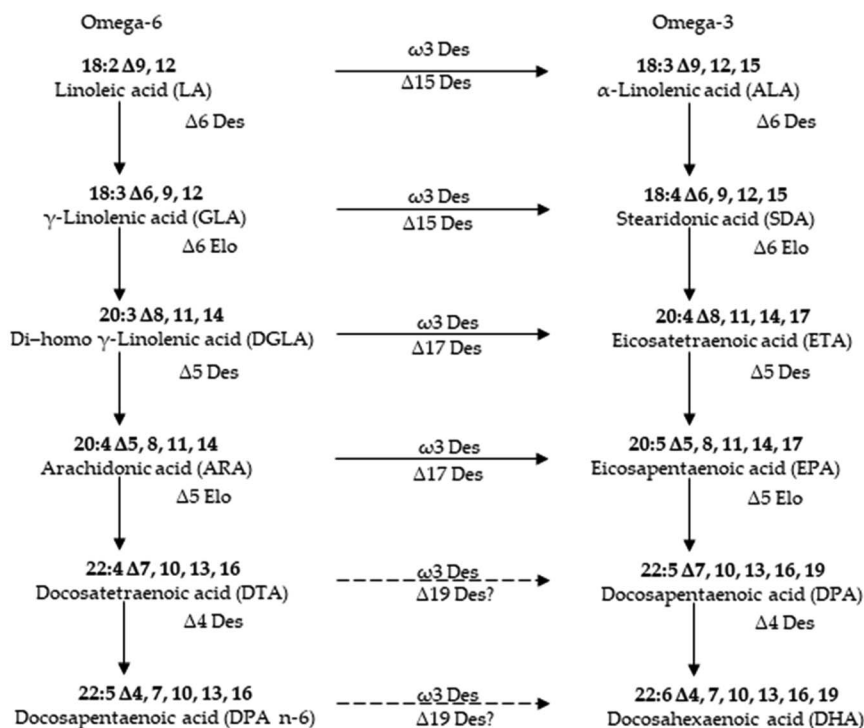 Omega-6
Omega-3
18:2 Δ9, 12
Linoleic acid (LA)
ω3 Des
Δ15 Des
18:3 Δ9, 12, 15
α-Linolenic acid (ALA)
Δ6 Des
Δ6 Des
18:3 Δ6, 9, 12
γ-Linolenic acid (GLA)
ω3 Des
Δ15 Des
18:4 Δ6, 9, 12, 15
Stearidonic acid (SDA)
Δ6 Elo
Δ6 Elo
20:3 Δ8, 11, 14
Di–homo γ-Linolenic acid (DGLA)
ω3 Des
Δ17 Des
20:4 Δ8, 11, 14, 17
Eicosatetraenoic acid (ETA)
Δ5 Des
Δ5 Des
20:4 Δ5, 8, 11, 14
Arachidonic acid (ARA)
ω3 Des
Δ17 Des
20:5 Δ5, 8, 11, 14, 17
Eicosapentaenoic acid (EPA)
Δ5 Elo
Δ5 Elo
22:4 Δ7, 10, 13, 16
Docosatetraenoic acid (DTA)
ω3 Des
Δ19 Des?
22:5 Δ7, 10, 13, 16, 19
Docosapentaenoic acid (DPA)
Δ4 Des
Δ4 Des
22:5 Δ4, 7, 10, 13, 16
Docosapentaenoic acid (DPA n-6)
ω3 Des
Δ19 Des?
22:6 Δ4, 7, 10, 13, 16, 19
Docosahexaenoic acid (DHA)